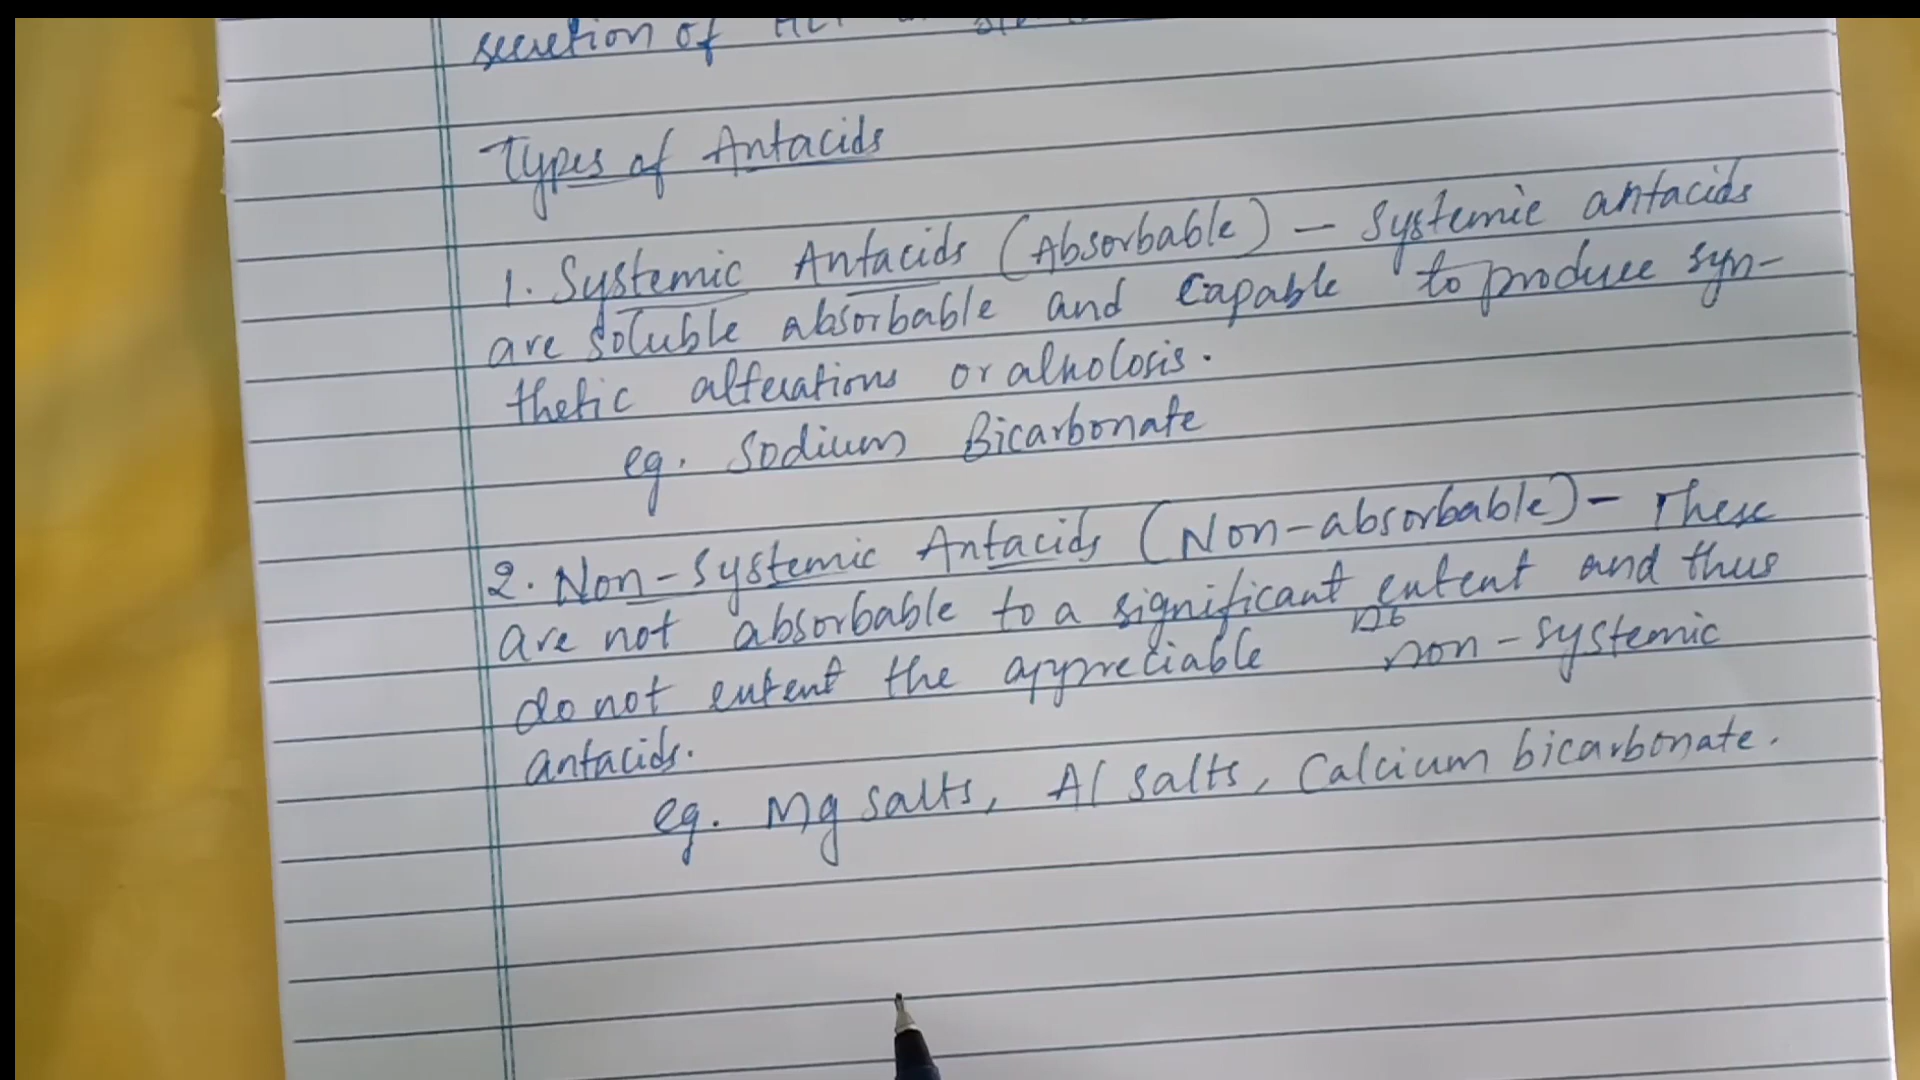 secretion of HCl
Types of Antacids
1. Systemic Antacids (Absorbable) - Systemic antacids
are soluble absorbable and capable to produce syn-
thetic alterations or alkolosis.
eg. Sodium Bicarbonate
2. Non-Systemic Antacids (Non-absorbable) - These
are not absorbable to a significant extent and thus
do not extent the appreciable non-systemic
antacids.
eg. Mg salts, Al salts, Calcium bicarbonate.